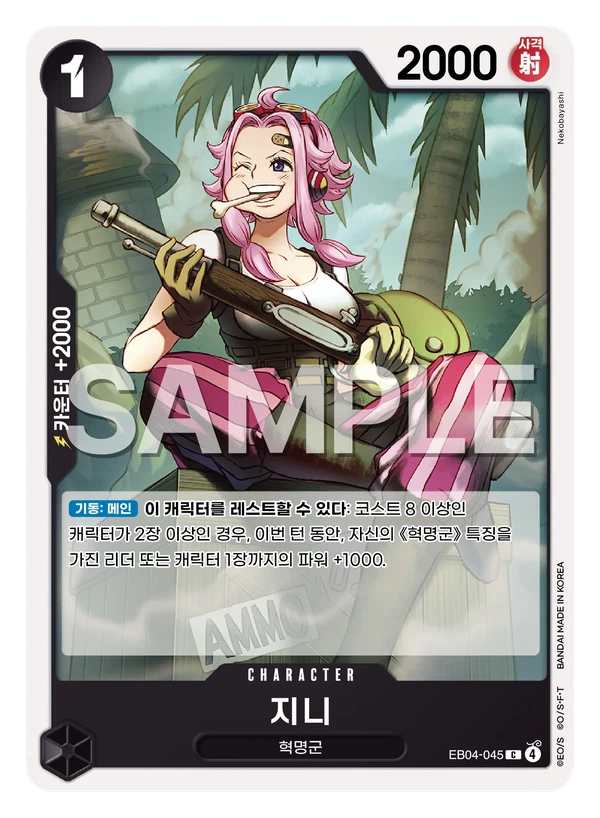 1
2000
사격
射
Nekobayashi
⚡카운터 +2000
SAMPLE
기동: 메인 이 캐릭터를 레스트할 수 있다: 코스트 8 이상인
캐릭터가 2장 이상인 경우, 이번 턴 동안, 자신의 《혁명군》 특징을
가진 리더 또는 캐릭터 1장까지의 파워 +1000.
AMMO
CHARACTER
지니
혁명군
EB04-045 C 4
©EO/S ©O/S·F·T BANDAI MADE IN KOREA